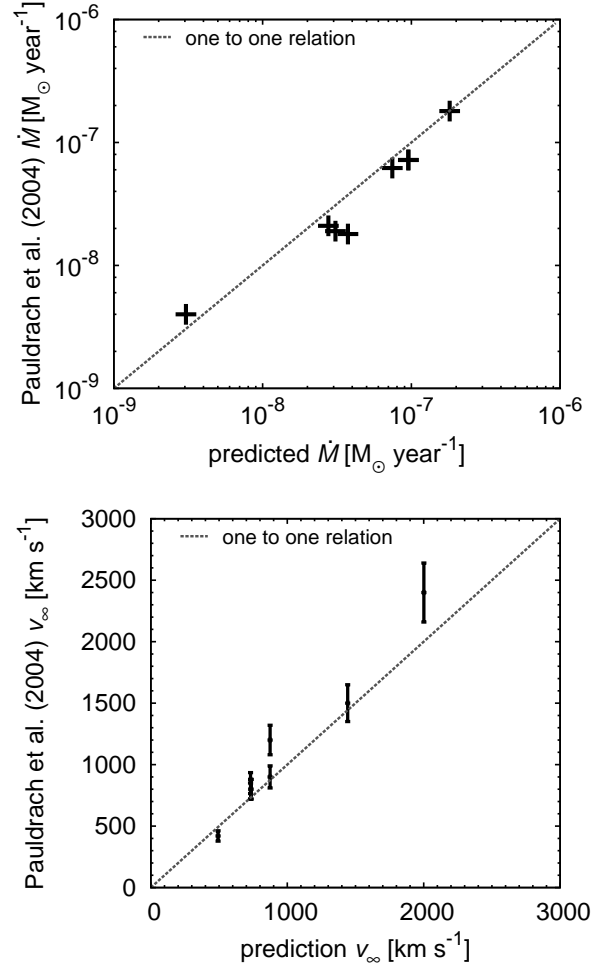 10⁻⁶
one to one relation
10⁻⁷
10⁻⁸
10⁻⁹
Pauldrach et al. (2004) Ṁ [M⊙ year⁻¹]
10⁻⁹ 10⁻⁸ 10⁻⁷ 10⁻⁶
predicted Ṁ [M⊙ year⁻¹]
3000
one to one relation
2500
2000
1500
1000
500
0
Pauldrach et al. (2004) v∞ [km s⁻¹]
0 1000 2000 3000
prediction v∞ [km s⁻¹]